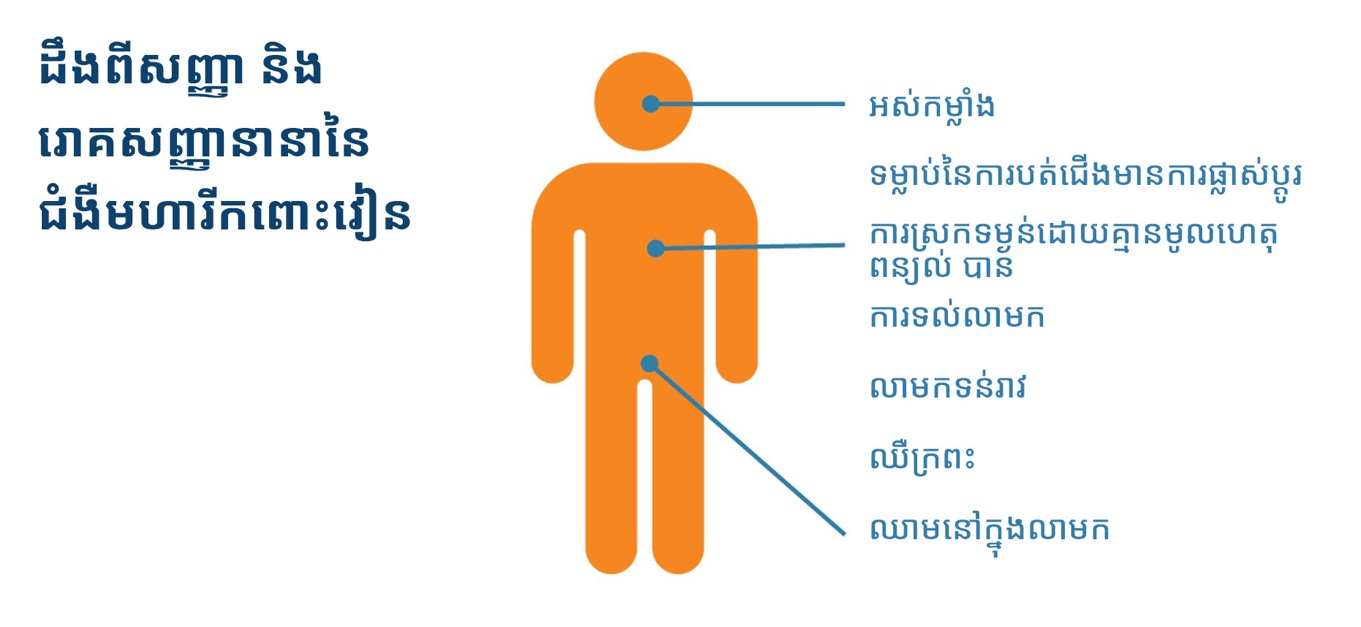 ដឹងពីសញ្ញា និង
រោគសញ្ញានានានៃ
ជំងឺមហារីកពោះវៀន
អស់កម្លាំង
ទម្លាប់នៃការបត់ជើងមានការផ្លាស់ប្តូរ
ការស្រកទម្ងន់ដោយគ្មានមូលហេតុ
ពន្យល់ បាន
ការទល់លាមក
លាមកទន់រាវ
ឈឺក្រពះ
ឈាមនៅក្នុងលាមក